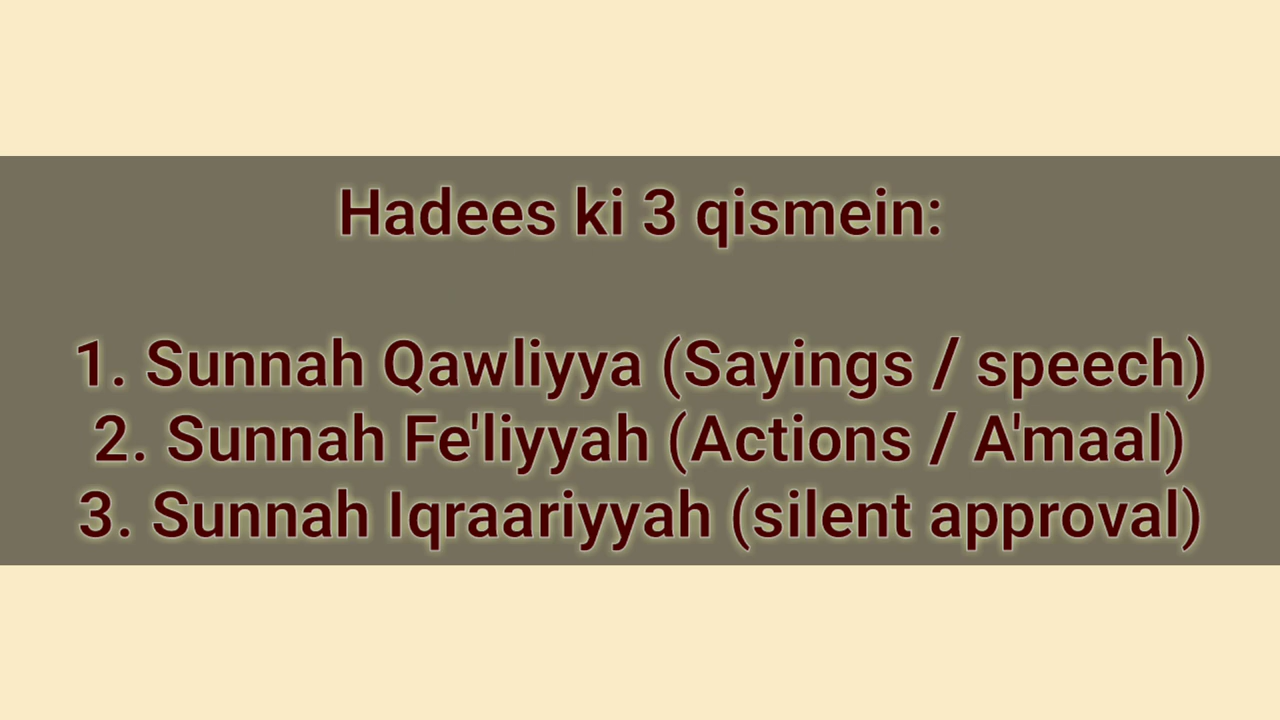 Hadees ki 3 qismein:
1. Sunnah Qawliyya (Sayings / speech)
2. Sunnah Fe'liyyah (Actions / A'maal)
3. Sunnah Iqraariyyah (silent approval)